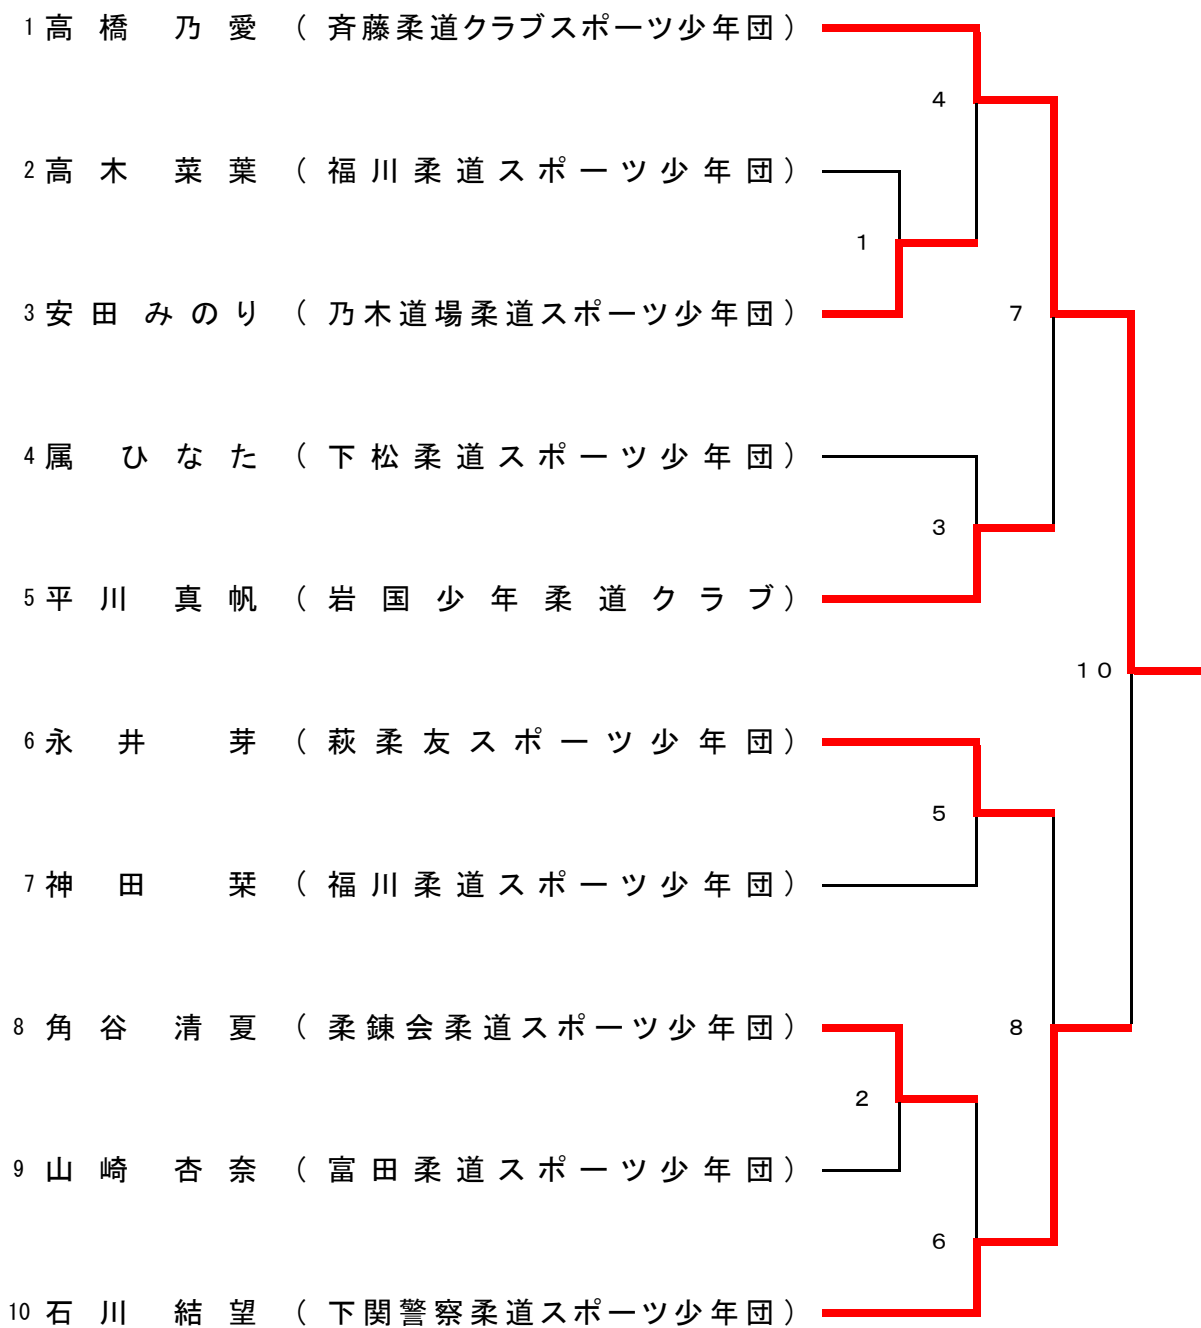 1 高橋 乃愛 (斉藤柔道クラブスポーツ少年団)
4
2 高木 菜葉 (福川柔道スポーツ少年団)
1
3 安田みのり (乃木道場柔道スポーツ少年団)
7
4 属 ひなた (下松柔道スポーツ少年団)
3
5 平川 真帆 (岩国少年柔道クラブ)
10
6 永井 芽 (萩柔友スポーツ少年団)
5
7 神田 栞 (福川柔道スポーツ少年団)
8 角谷 清夏 (柔錬会柔道スポーツ少年団)
8
2
9 山崎 杏奈 (富田柔道スポーツ少年団)
6
10 石川 結望 (下関警察柔道スポーツ少年団)